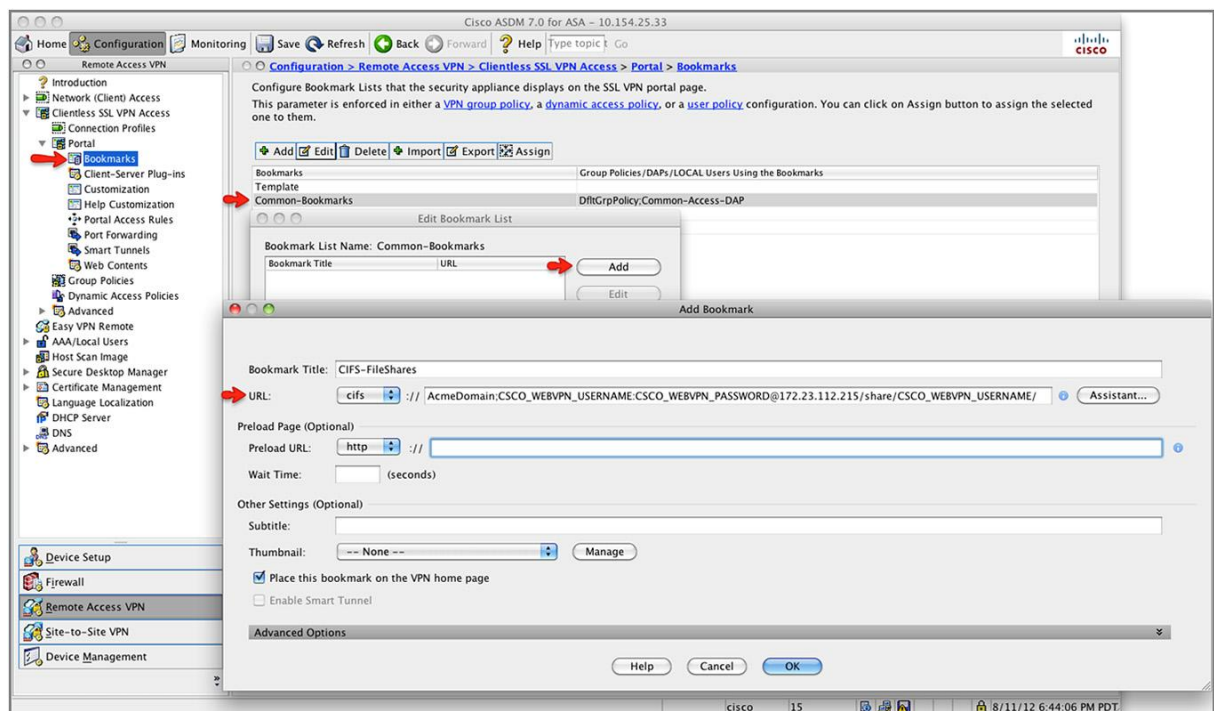 Cisco ASDM 7.0 for ASA – 10.154.25.33
Home Configuration Monitoring Save Refresh Back Forward Help Type topic t Go
CISCO
Remote Access VPN
Introduction
Network (Client) Access
Clientless SSL VPN Access
Connection Profiles
Portal
Bookmarks
Client-Server Plug-ins
Customization
Help Customization
Portal Access Rules
Port Forwarding
Smart Tunnels
Web Contents
Group Policies
Dynamic Access Policies
Advanced
Easy VPN Remote
AAA/Local Users
Host Scan Image
Secure Desktop Manager
Certificate Management
Language Localization
DHCP Server
DNS
Advanced
Device Setup
Firewall
Remote Access VPN
Site-to-Site VPN
Device Management
Configuration > Remote Access VPN > Clientless SSL VPN Access > Portal > Bookmarks
Configure Bookmark Lists that the security appliance displays on the SSL VPN portal page.
This parameter is enforced in either a VPN group policy, a dynamic access policy, or a user policy configuration. You can click on Assign button to assign the selected
one to them.
Add Edit Delete Import Export Assign
Bookmarks Group Policies/DAPs/LOCAL Users Using the Bookmarks
Template
Common-Bookmarks DfltGrpPolicy;Common-Access-DAP
Edit Bookmark List
Bookmark List Name: Common-Bookmarks
Bookmark Title URL
Add
Edit
Add Bookmark
Bookmark Title: CIFS-FileShares
URL: cifs :// AcmeDomain;CSCO_WEBVPN_USERNAME:CSCO_WEBVPN_PASSWORD@172.23.112.215/share/CSCO_WEBVPN_USERNAME/ Assistant...
Preload Page (Optional)
Preload URL: http ://
Wait Time: (seconds)
Other Settings (Optional)
Subtitle:
Thumbnail: -- None -- Manage
Place this bookmark on the VPN home page
Enable Smart Tunnel
Advanced Options
Help Cancel OK
cisco 15 8/11/12 6:44:06 PM PDT